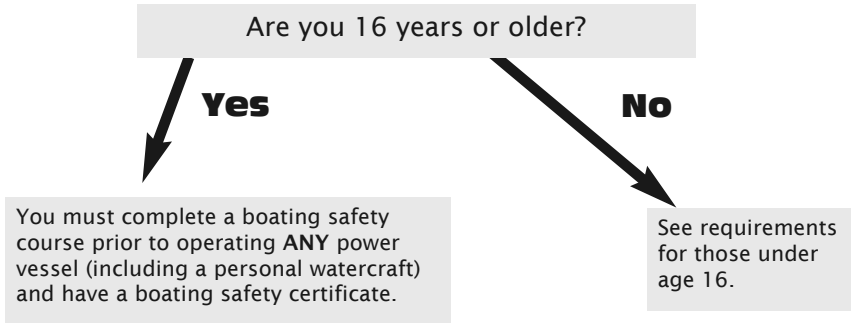 Are you 16 years or older?
Yes
No
You must complete a boating safety
course prior to operating ANY power
vessel (including a personal watercraft)
and have a boating safety certificate.
See requirements
for those under
age 16.